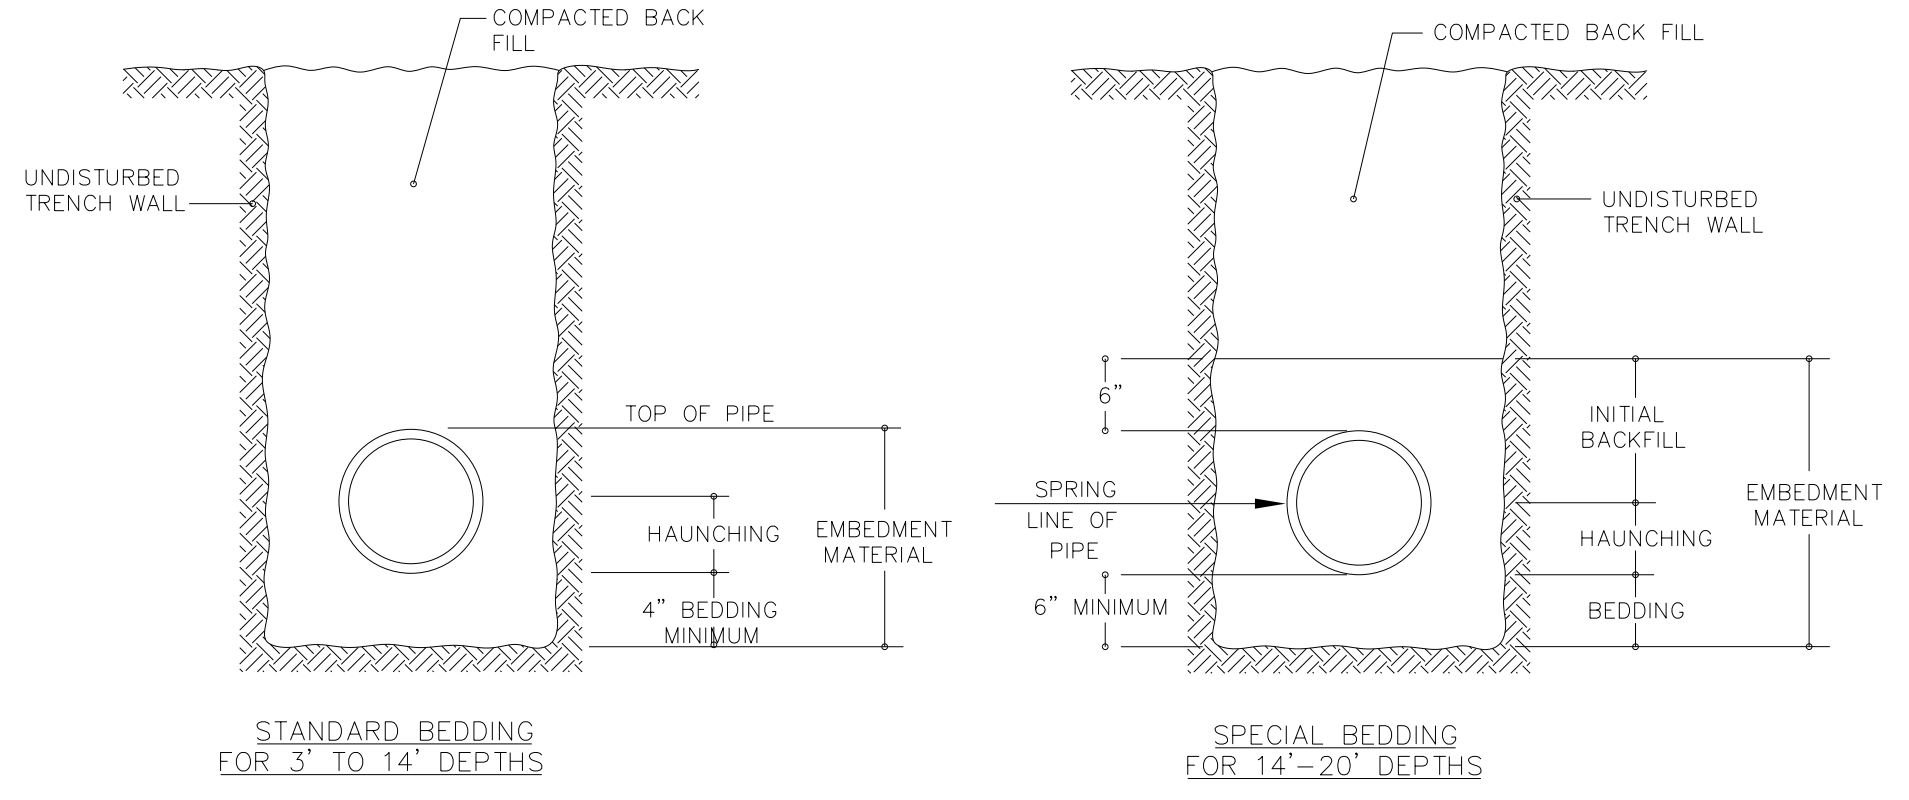 COMPACTED BACK
FILL
UNDISTURBED
TRENCH WALL
TOP OF PIPE
HAUNCHING
EMBEDMENT
MATERIAL
4” BEDDING
MINIMUM
STANDARD BEDDING
FOR 3’ TO 14’ DEPTHS
COMPACTED BACK FILL
UNDISTURBED
TRENCH WALL
6”
INITIAL
BACKFILL
SPRING
LINE OF
PIPE
EMBEDMENT
MATERIAL
HAUNCHING
6” MINIMUM
BEDDING
SPECIAL BEDDING
FOR 14’–20’ DEPTHS